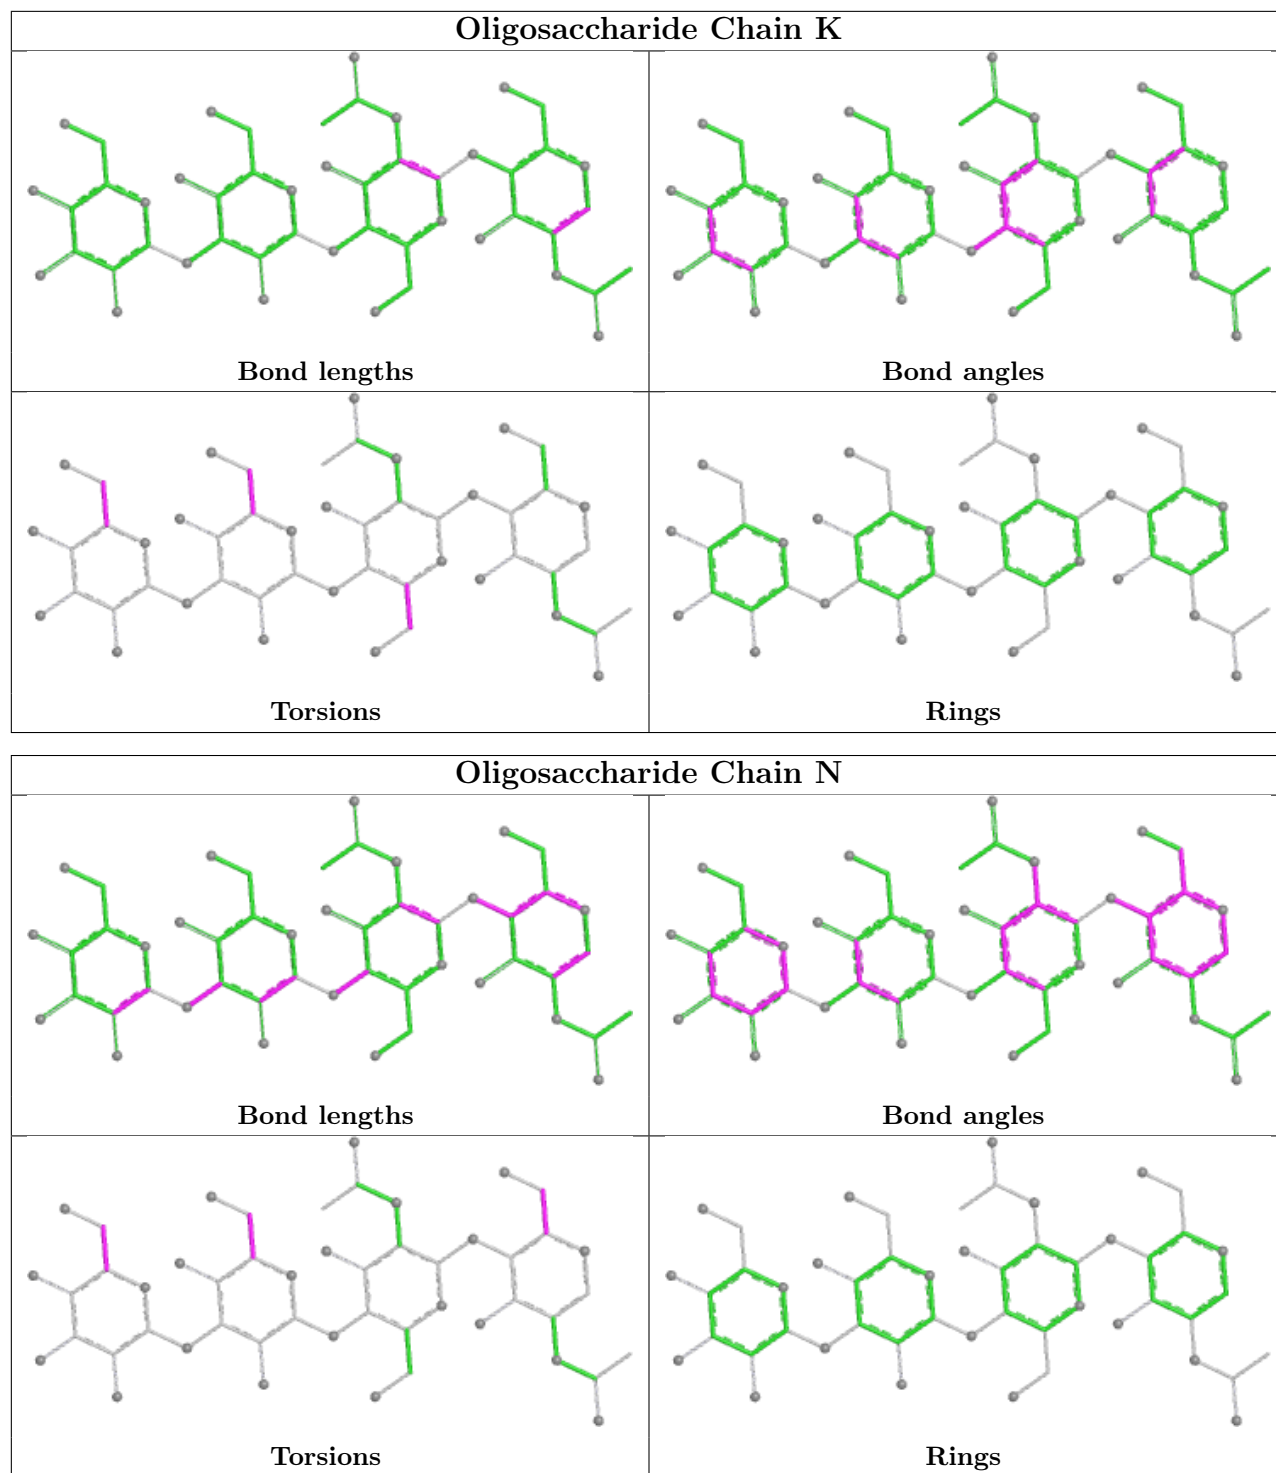 Oligosaccharide Chain K
Bond lengths
Bond angles
Torsions
Rings
Oligosaccharide Chain N
Bond lengths
Bond angles
Torsions
Rings